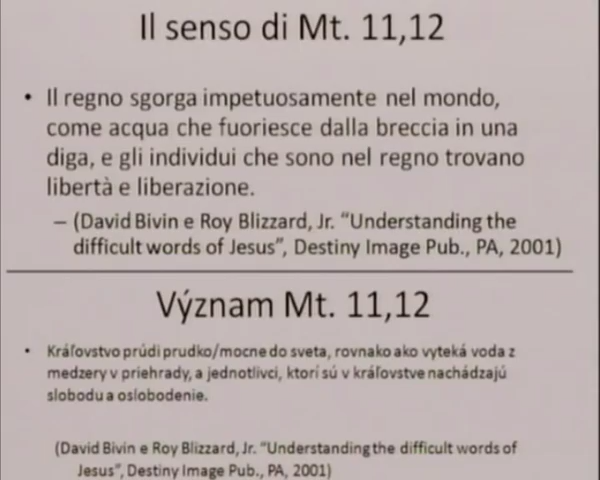 Il senso di Mt. 11,12
• Il regno sgorga impetuosamente nel mondo,
come acqua che fuoriesce dalla breccia in una
diga, e gli individui che sono nel regno trovano
libertà e liberazione.
– (David Bivin e Roy Blizzard, Jr. “Understanding the
difficult words of Jesus”, Destiny Image Pub., PA, 2001)
Význam Mt. 11,12
• Kráľovstvo prúdi prudko/mocne do sveta, rovnako ako vyteká voda z
medzery v priehrady, a jednotlivci, ktorí sú v kráľovstve nachádzajú
slobodu a oslobodenie.
(David Bivin e Roy Blizzard, Jr. “Understanding the difficult words of
Jesus”, Destiny Image Pub., PA, 2001)